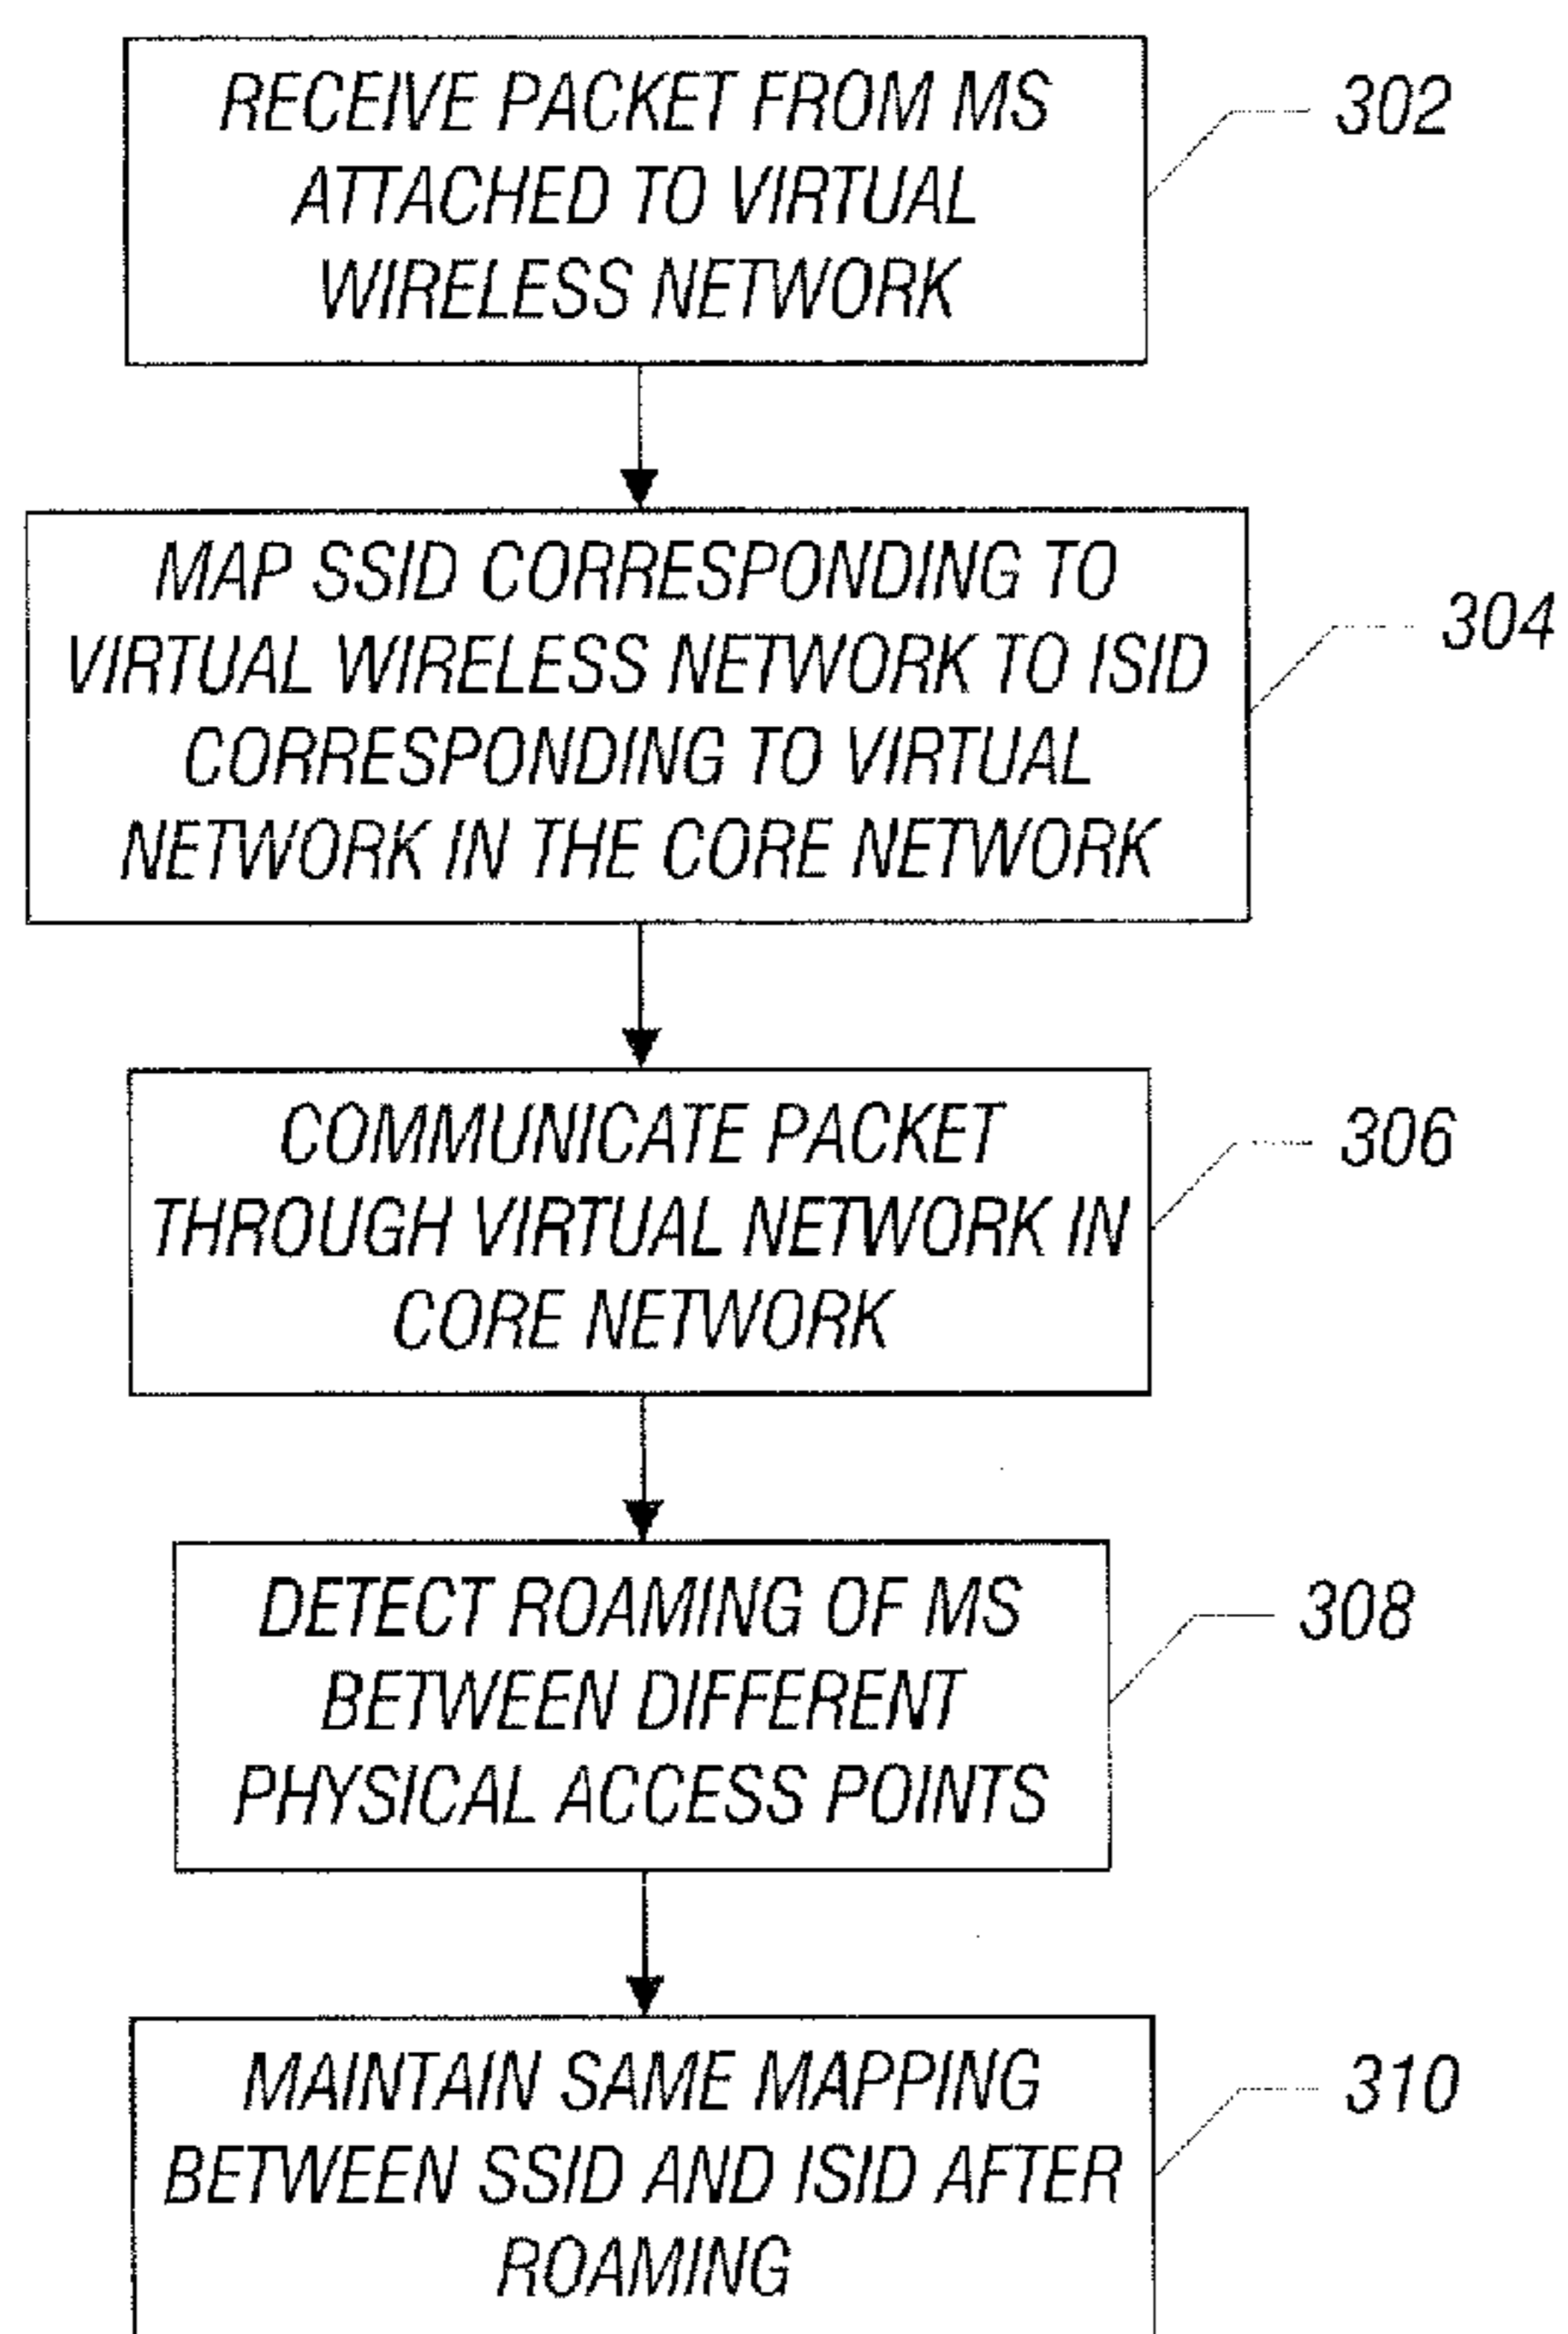 RECEIVE PACKET FROM MS
ATTACHED TO VIRTUAL
WIRELESS NETWORK
302
MAP SSID CORRESPONDING TO
VIRTUAL WIRELESS NETWORK TO ISID
CORRESPONDING TO VIRTUAL
NETWORK IN THE CORE NETWORK
304
COMMUNICATE PACKET
THROUGH VIRTUAL NETWORK IN
CORE NETWORK
306
DETECT ROAMING OF MS
BETWEEN DIFFERENT
PHYSICAL ACCESS POINTS
308
MAINTAIN SAME MAPPING
BETWEEN SSID AND ISID AFTER
ROAMING
310